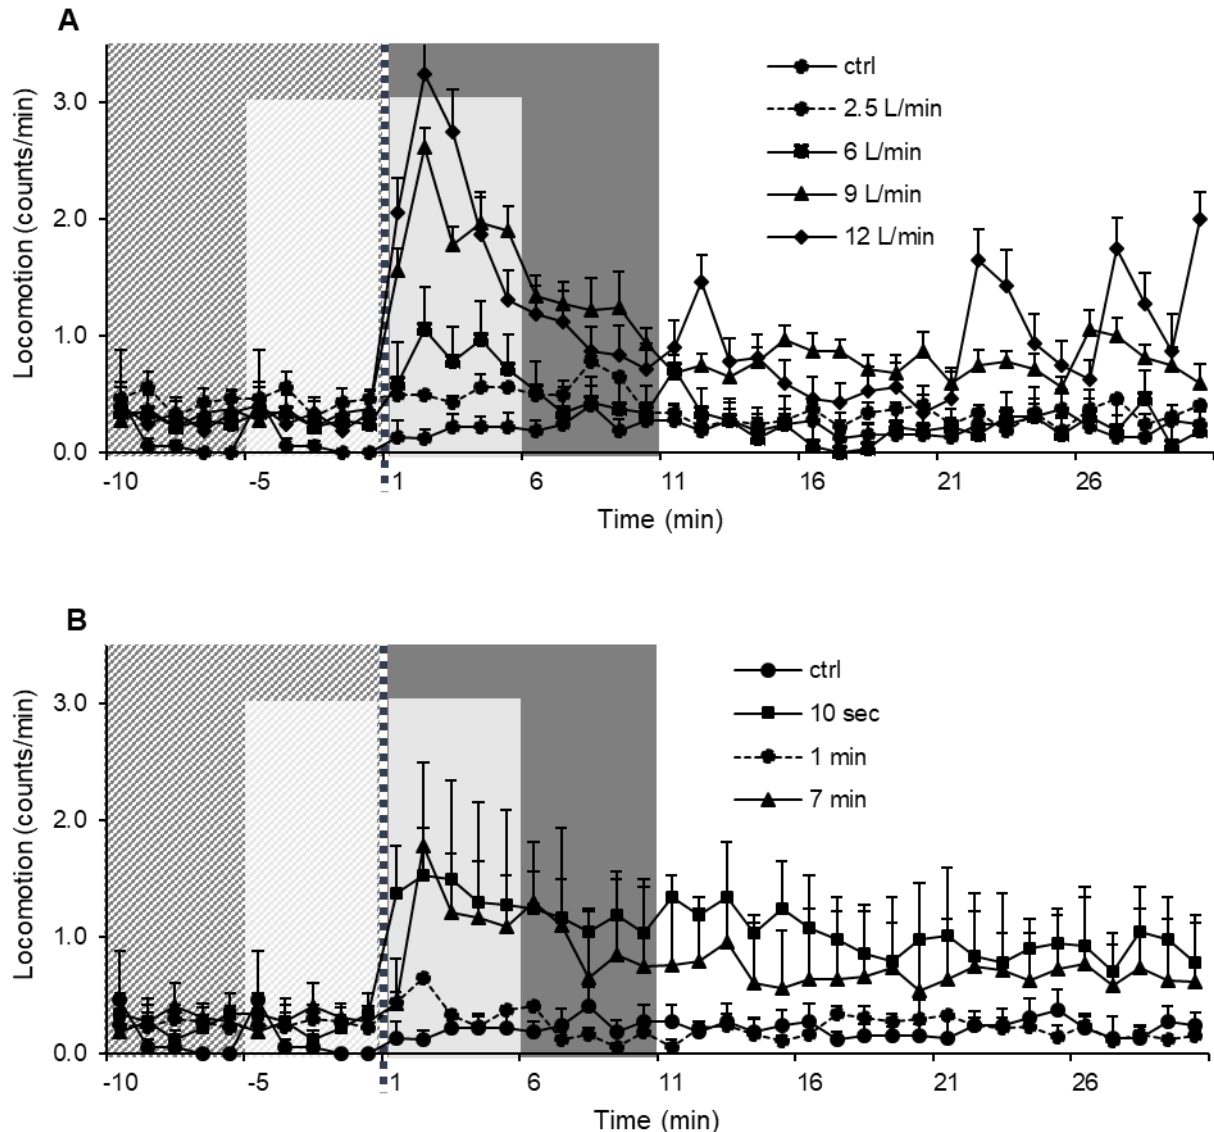 A
Locomotion (counts/min)
3.0
2.0
1.0
0.0
-10 -5 1 6 11 16 21 26
Time (min)
ctrl
2.5 L/min
6 L/min
9 L/min
12 L/min
B
Locomotion (counts/min)
3.0
2.0
1.0
0.0
-10 -5 1 6 11 16 21 26
Time (min)
ctrl
10 sec
1 min
7 min